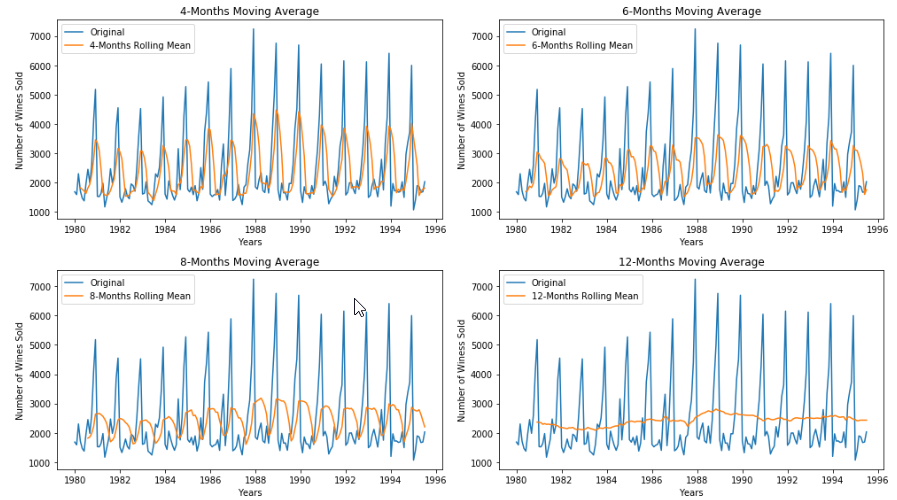 4-Months Moving Average
Number of Wines Sold
7000
6000
5000
4000
3000
2000
1000
Original
4-Months Rolling Mean
1980 1982 1984 1986 1988 1990 1992 1994 1996
Years
6-Months Moving Average
Number of Wines Sold
7000
6000
5000
4000
3000
2000
1000
Original
6-Months Rolling Mean
1980 1982 1984 1986 1988 1990 1992 1994 1996
Years
8-Months Moving Average
Number of Wines Sold
7000
6000
5000
4000
3000
2000
1000
Original
8-Months Rolling Mean
1980 1982 1984 1986 1988 1990 1992 1994 1996
Years
12-Months Moving Average
Number of Winess Sold
7000
6000
5000
4000
3000
2000
1000
Original
12-Months Rolling Mean
1980 1982 1984 1986 1988 1990 1992 1994 1996
Years